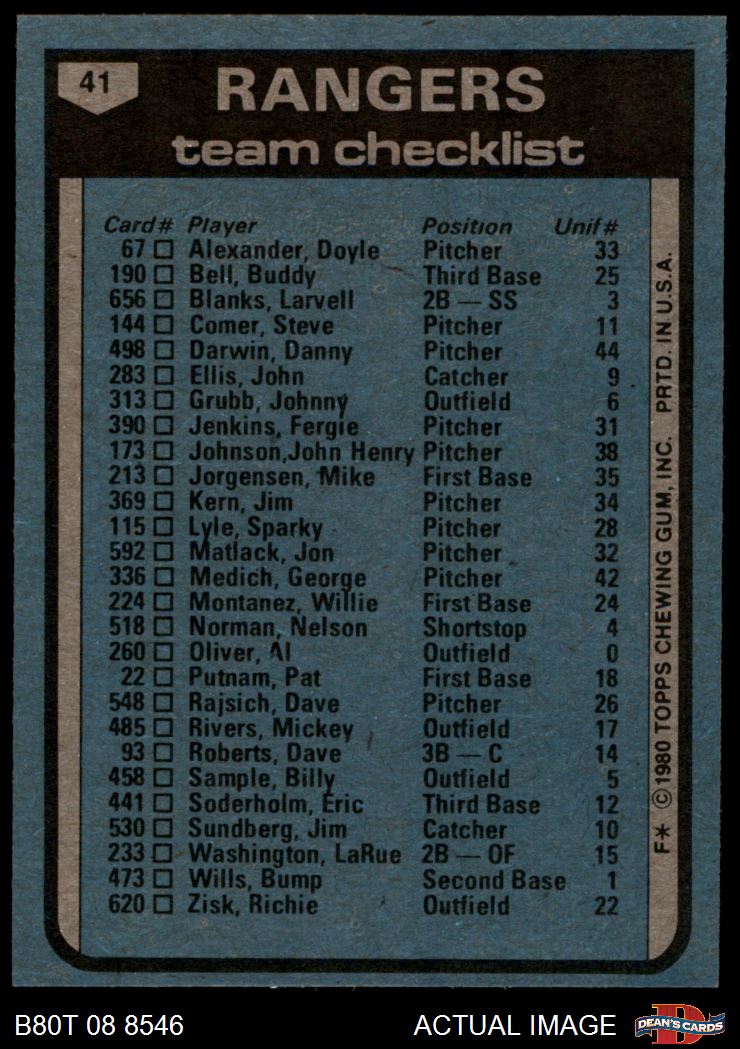 41
RANGERS
team checklist
Card# Player Position Unif#
67 Alexander, Doyle Pitcher 33
190 Bell, Buddy Third Base 25
656 Blanks, Larvell 2B — SS 3
144 Comer, Steve Pitcher 11
498 Darwin, Danny Pitcher 44
283 Ellis, John Catcher 9
313 Grubb, Johnny Outfield 6
390 Jenkins, Fergie Pitcher 31
173 Johnson,John Henry Pitcher 38
213 Jorgensen, Mike First Base 35
369 Kern, Jim Pitcher 34
115 Lyle, Sparky Pitcher 28
592 Matlack, Jon Pitcher 32
336 Medich, George Pitcher 42
224 Montanez, Willie First Base 24
518 Norman, Nelson Shortstop 4
260 Oliver, Al Outfield 0
22 Putnam, Pat First Base 18
548 Rajsich, Dave Pitcher 26
485 Rivers, Mickey Outfield 17
93 Roberts, Dave 3B — C 14
458 Sample, Billy Outfield 5
441 Soderholm, Eric Third Base 12
530 Sundberg, Jim Catcher 10
233 Washington, LaRue 2B — OF 15
473 Wills, Bump Second Base 1
620 Zisk, Richie Outfield 22
F* © 1980 TOPPS CHEWING GUM, INC. PRTD. IN U.S.A.
B80T 08 8546 ACTUAL IMAGE DEAN'S CARDS